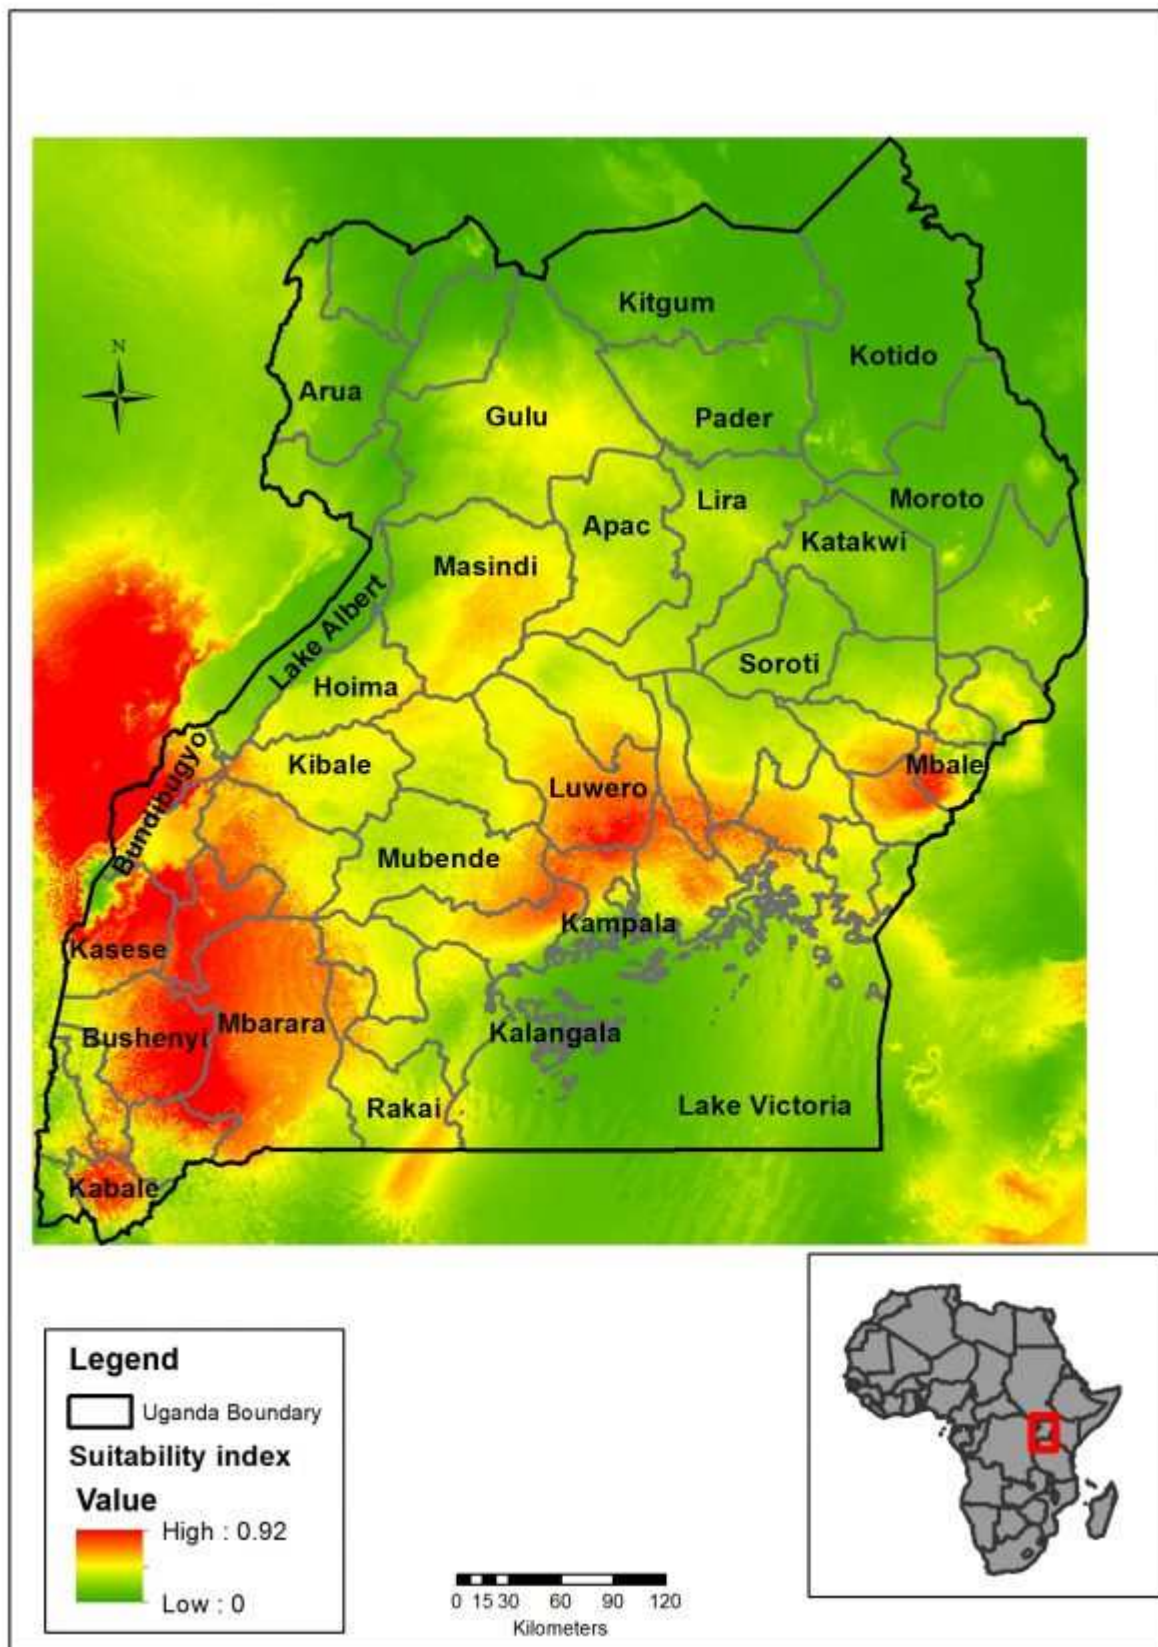 N
Kitgum
Kotido
Arua
Gulu
Pader
Lira
Moroto
Apac
Katakwi
Masindi
Lake Albert
Soroti
Hoima
Bundibugyo
Kibale
Mbale
Luwero
Mubende
Kampala
Kasese
Bushenyi
Mbarara
Kalangala
Rakai
Lake Victoria
Kabale
Legend
Uganda Boundary
Suitability index
Value
High : 0.92
Low : 0
0 15 30 60 90 120
Kilometers